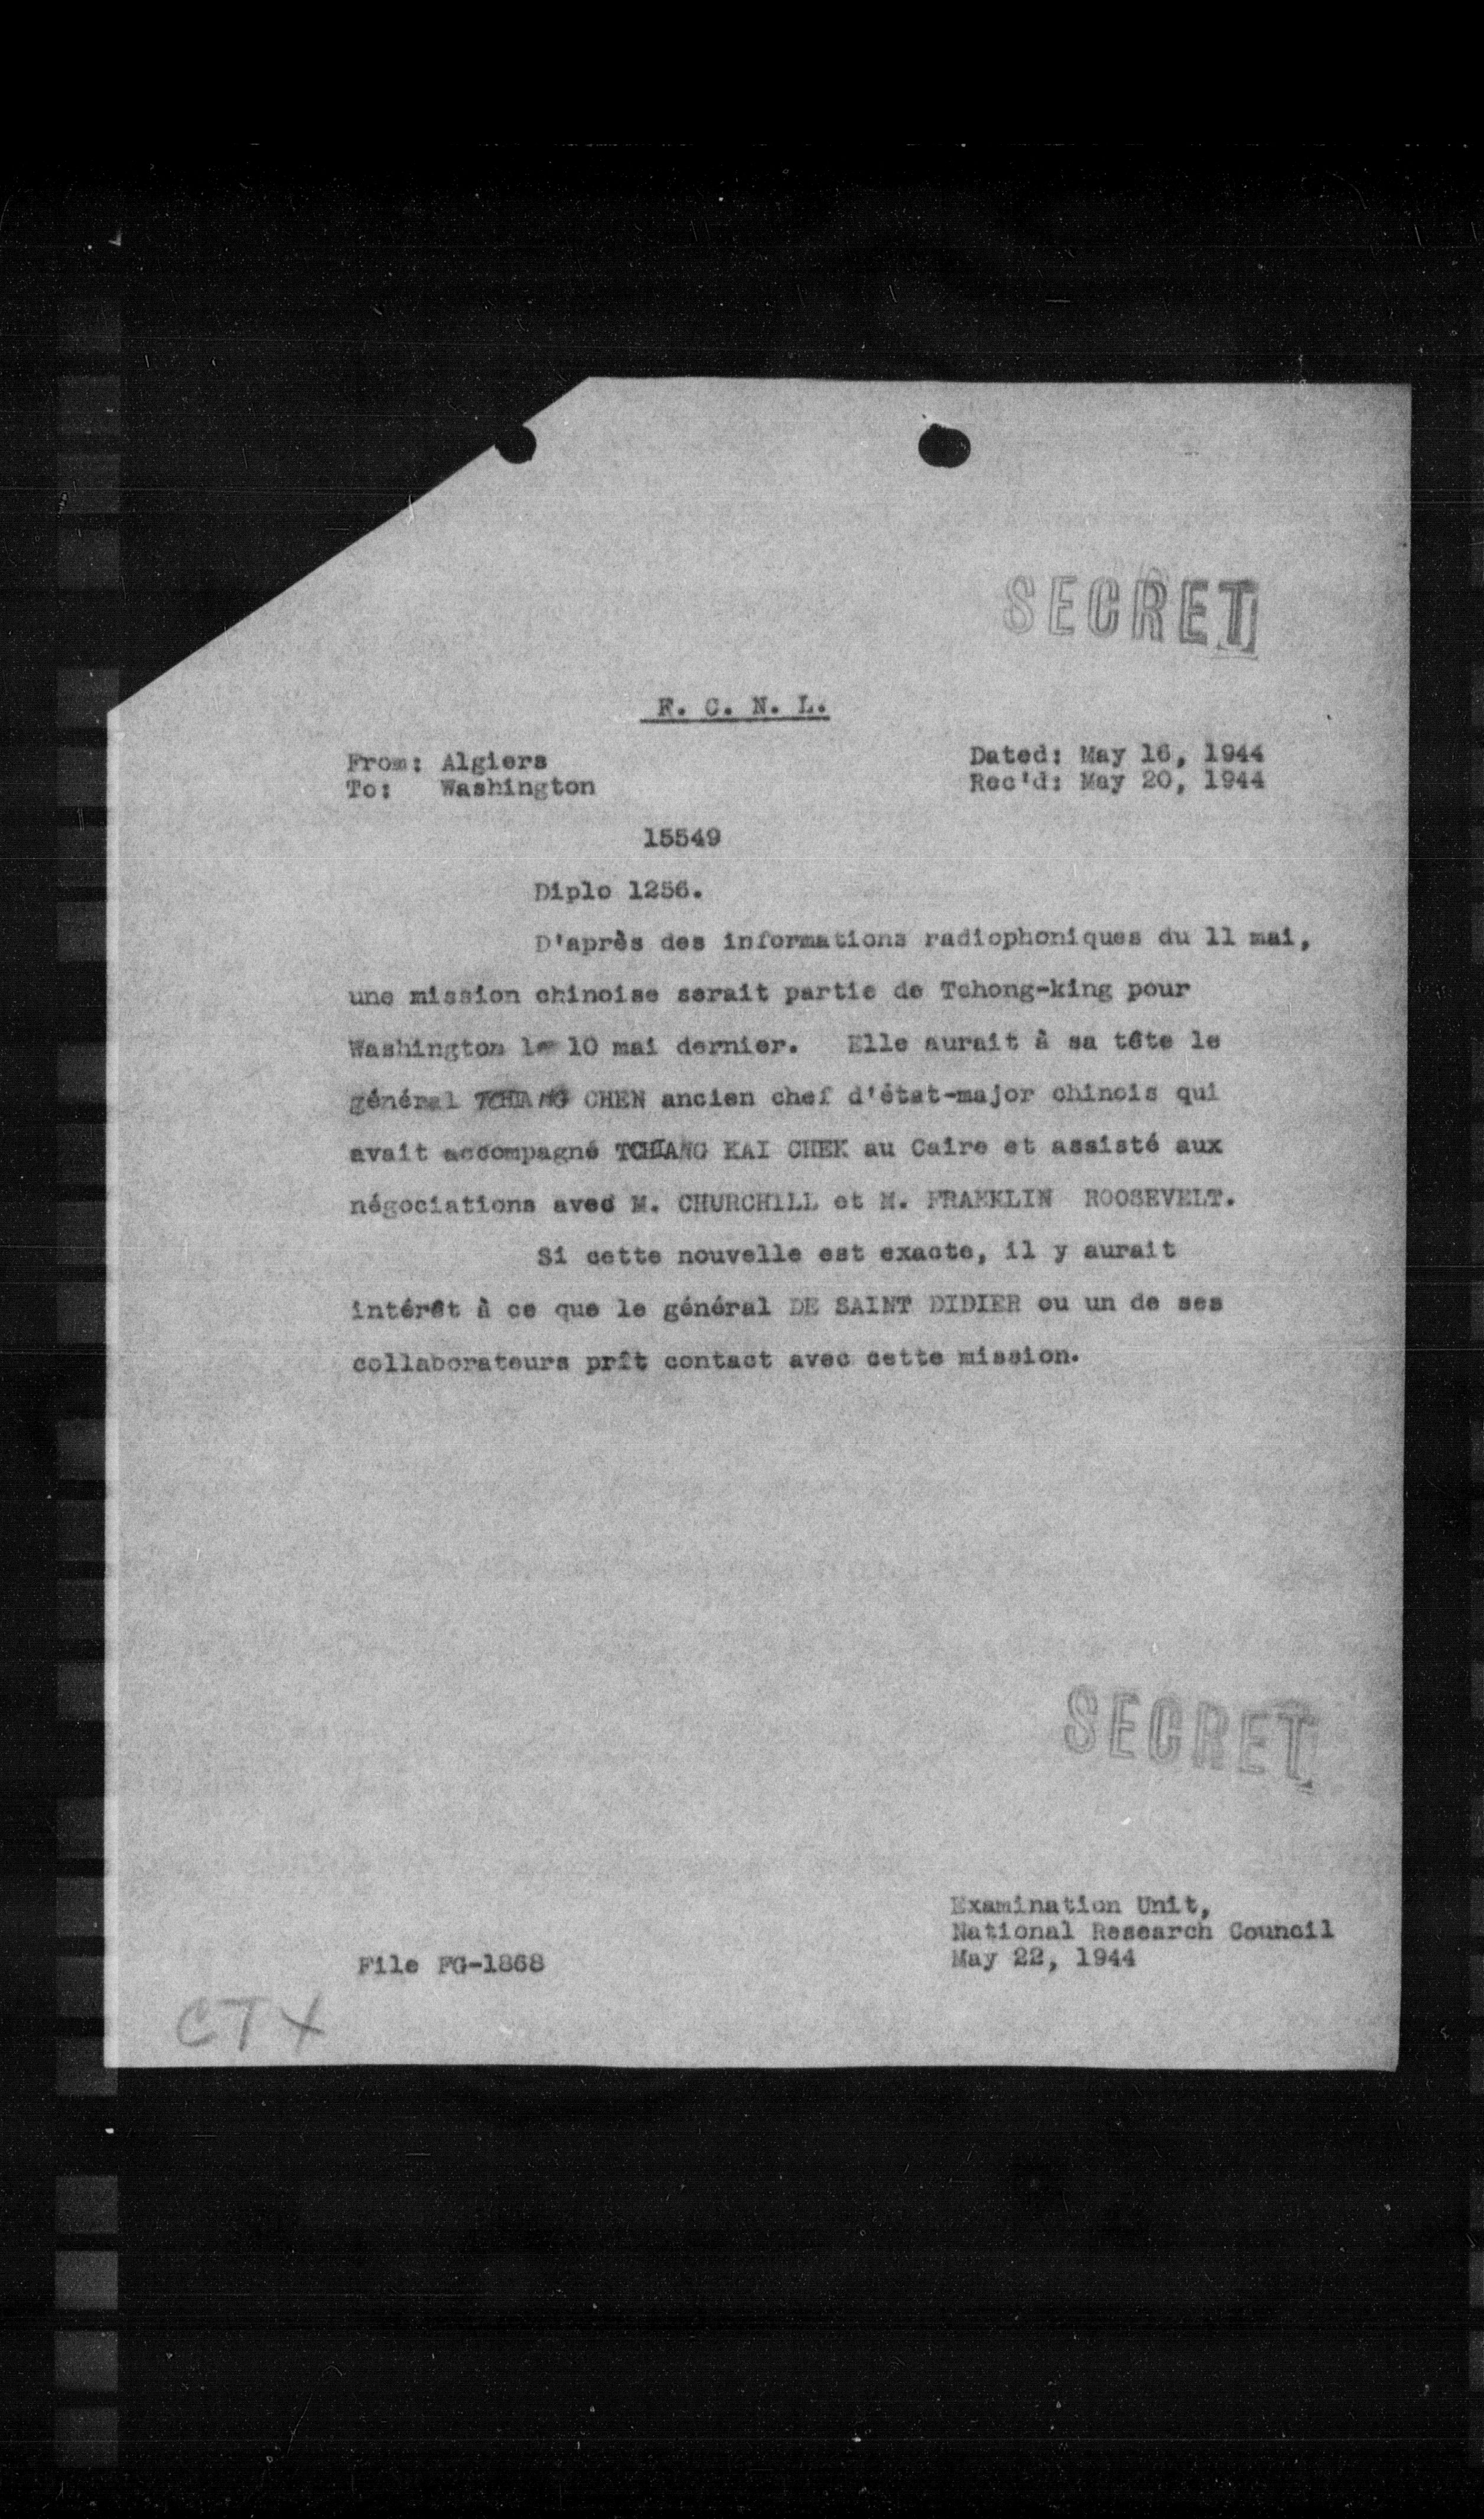 SECRET
F. C. N. L.
From: Algiers
To: Washington
Dated: May 16, 1944
Rec'd: May 20, 1944
15549
Diplo 1256.
D'après des informations radiophoniques du 11 mai,
une mission chinoise serait partie de Tchong-king pour
Washington le 10 mai dernier. Elle aurait à sa tête le
général TCHIANG CHEN ancien chef d'état-major chinois qui
avait accompagné TCHIANG KAI CHEK au Caire et assisté aux
négociations avec M. CHURCHILL et M. FRANKLIN ROOSEVELT.
Si cette nouvelle est exacte, il y aurait
intérêt à ce que le général DE SAINT DIDIER ou un de ses
collaborateurs prît contact avec cette mission.
SECRET
Examination Unit,
National Research Council
May 22, 1944
File FG-1868
CTX